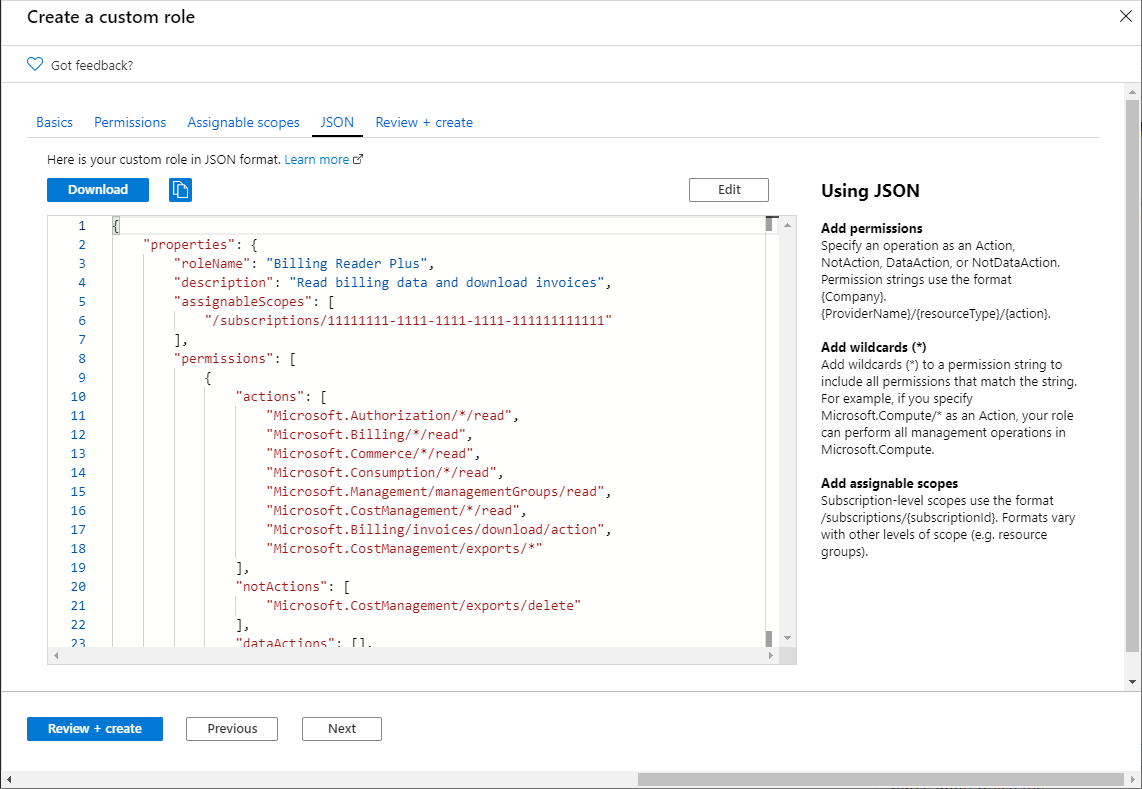 Create a custom role
Got feedback?
Basics Permissions Assignable scopes JSON Review + create
Here is your custom role in JSON format. Learn more
Download
Edit
1 {
2 "properties": {
3 "roleName": "Billing Reader Plus",
4 "description": "Read billing data and download invoices",
5 "assignableScopes": [
6 "/subscriptions/11111111-1111-1111-1111-111111111111"
7 ],
8 "permissions": [
9 {
10 "actions": [
11 "Microsoft.Authorization/*/read",
12 "Microsoft.Billing/*/read",
13 "Microsoft.Commerce/*/read",
14 "Microsoft.Consumption/*/read",
15 "Microsoft.Management/managementGroups/read",
16 "Microsoft.CostManagement/*/read",
17 "Microsoft.Billing/invoices/download/action",
18 "Microsoft.CostManagement/exports/*"
19 ],
20 "notActions": [
21 "Microsoft.CostManagement/exports/delete"
22 ],
23 "dataActions": [],
Using JSON
Add permissions
Specify an operation as an Action,
NotAction, DataAction, or NotDataAction.
Permission strings use the format
{Company}.
{ProviderName}/{resourceType}/{action}.
Add wildcards (*)
Add wildcards (*) to a permission string to
include all permissions that match the string.
For example, if you specify
Microsoft.Compute/* as an Action, your role
can perform all management operations in
Microsoft.Compute.
Add assignable scopes
Subscription-level scopes use the format
/subscriptions/{subscriptionId}. Formats vary
with other levels of scope (e.g. resource
groups).
Review + create
Previous
Next